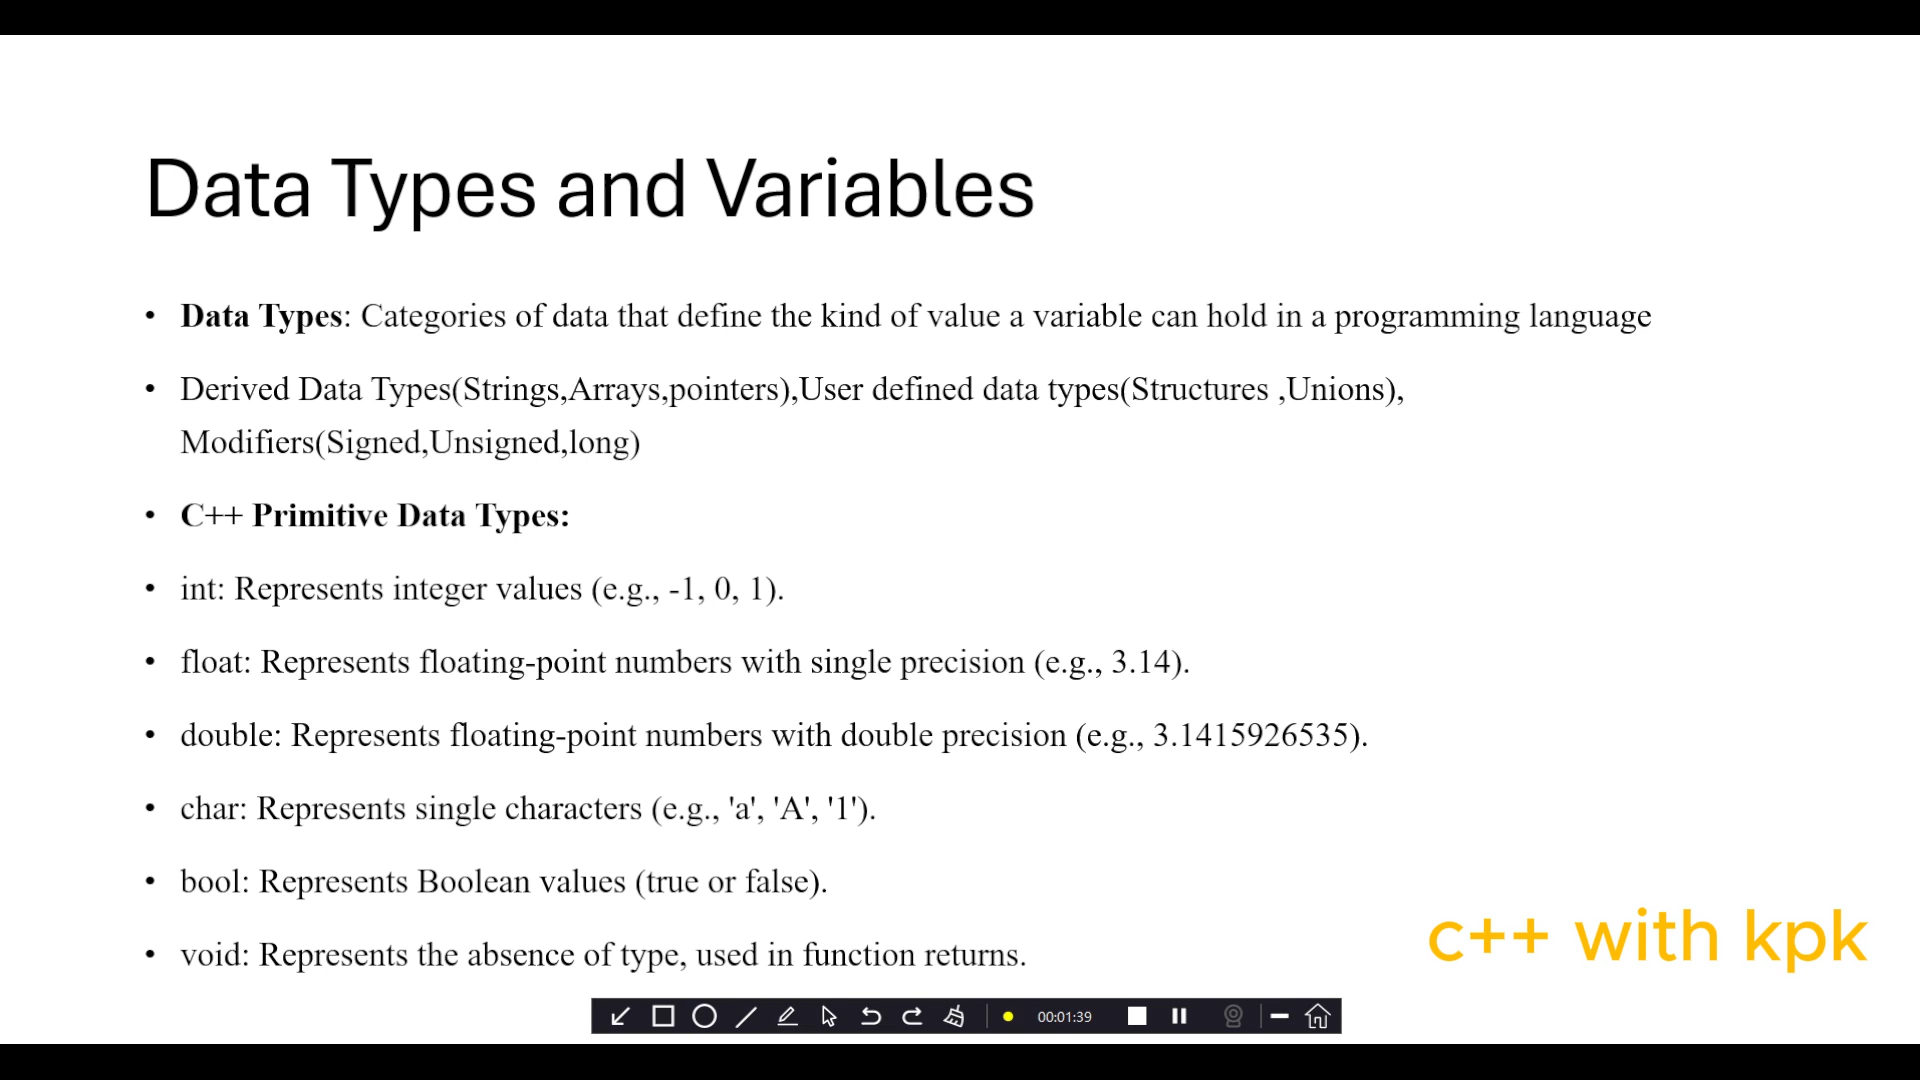 Data Types and Variables
• Data Types: Categories of data that define the kind of value a variable can hold in a programming language
• Derived Data Types(Strings,Arrays,pointers),User defined data types(Structures ,Unions),
Modifiers(Signed,Unsigned,long)
• C++ Primitive Data Types:
• int: Represents integer values (e.g., -1, 0, 1).
• float: Represents floating-point numbers with single precision (e.g., 3.14).
• double: Represents floating-point numbers with double precision (e.g., 3.1415926535).
• char: Represents single characters (e.g., 'a', 'A', '1').
• bool: Represents Boolean values (true or false).
• void: Represents the absence of type, used in function returns.
c++ with kpk
00:01:39